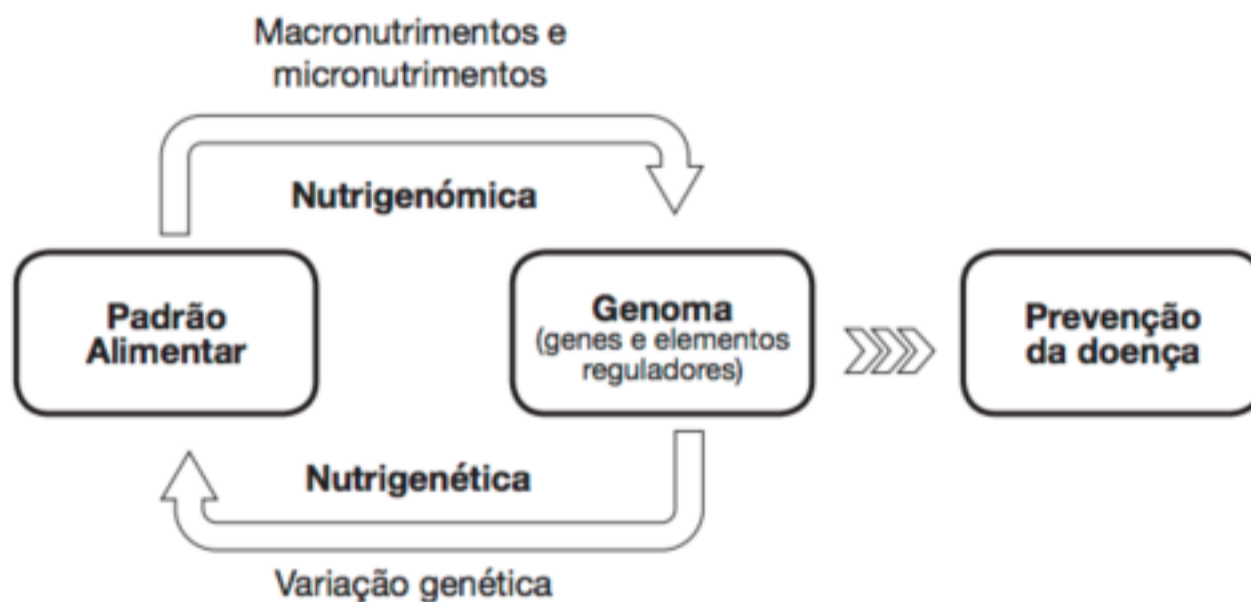 Macronutrimentos e
micronutrimentos
Nutrigenómica
Padrão
Alimentar
Genoma
(genes e elementos
reguladores)
Prevenção
da doença
Nutrigenética
Variação genética